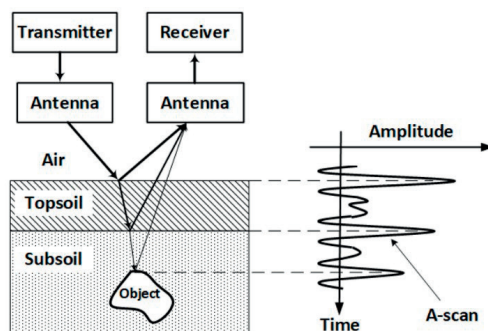 Transmitter
Receiver
Antenna
Antenna
Amplitude
Air
Topsoil
Subsoil
Object
A-scan
Time